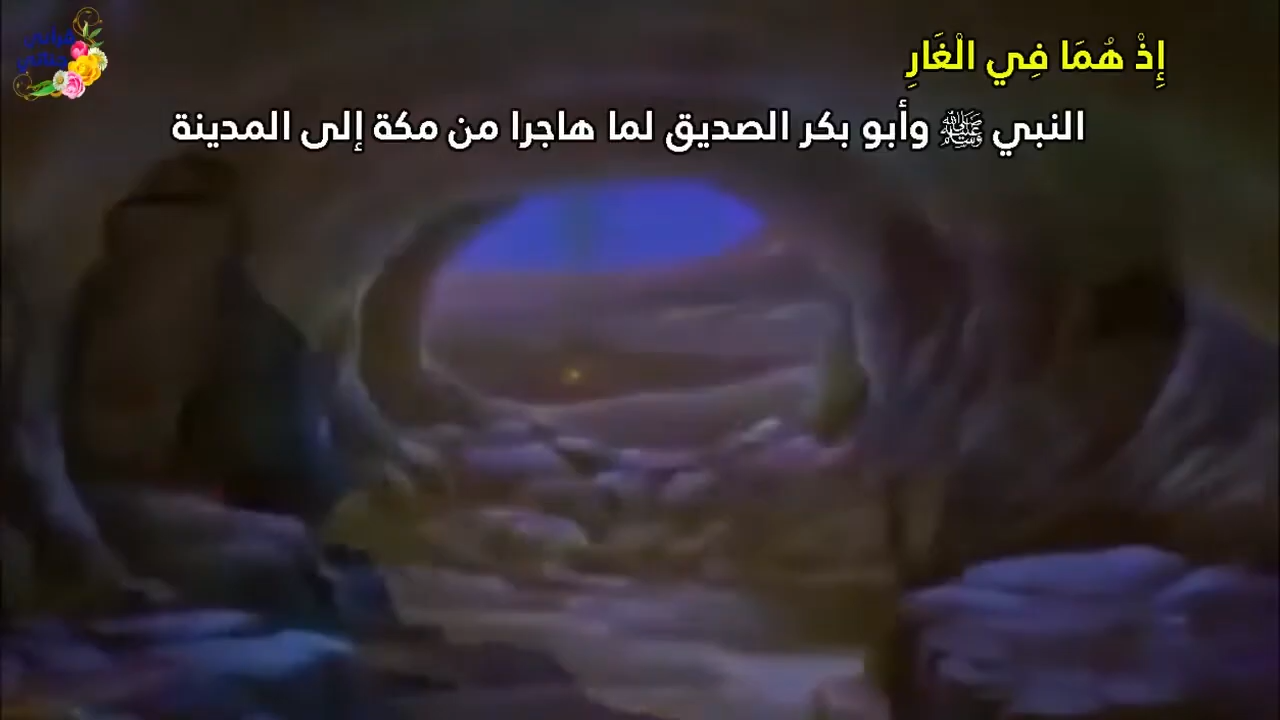 إِذْ هُمَا فِي الْغَارِ
النبي ﷺ وأبو بكر الصديق لما هاجرا من مكة إلى المدينة